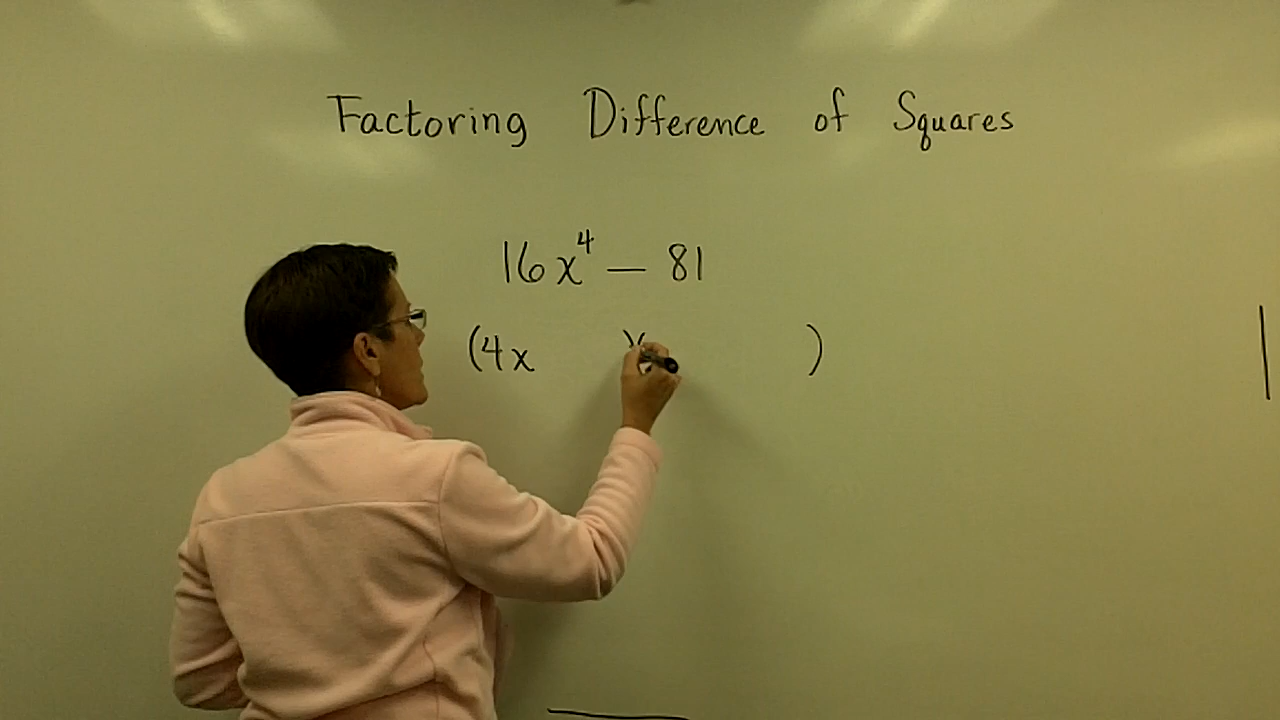 Factoring Difference of Squares
16x⁴ — 81
(4x )( )